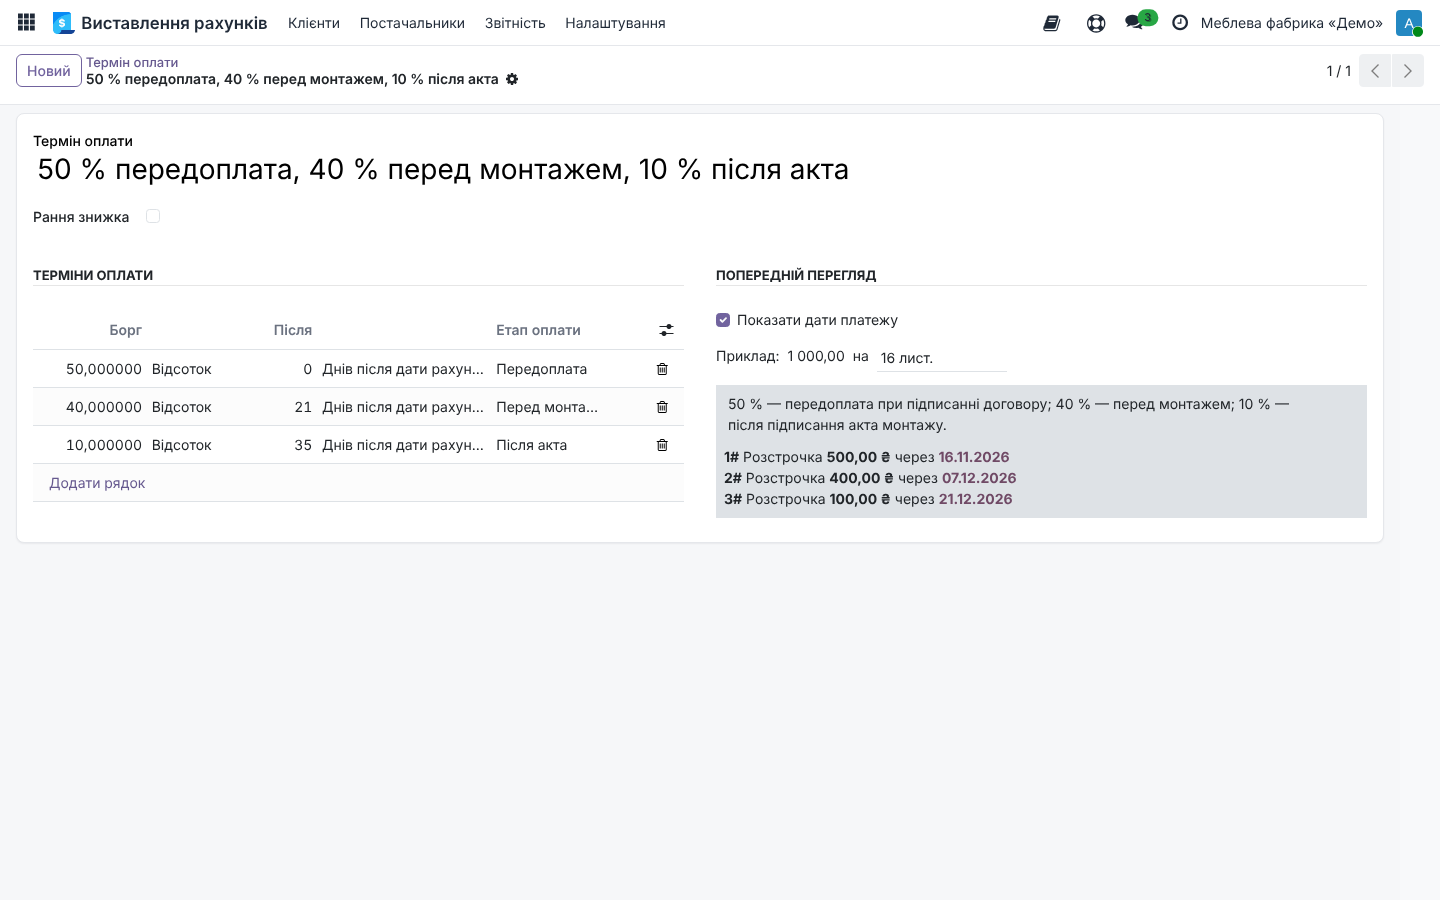 Виставлення рахунків Клієнти Постачальники Звітність Налаштування 3 Меблева фабрика «Демо» A
Новий Термін оплати
50 % передоплата, 40 % перед монтажем, 10 % після акта 1 / 1
Термін оплати
50 % передоплата, 40 % перед монтажем, 10 % після акта
Рання знижка
ТЕРМІНИ ОПЛАТИ
Борг Після Етап оплати
50,000000 Відсоток 0 Днів після дати рахун... Передоплата
40,000000 Відсоток 21 Днів після дати рахун... Перед монта...
10,000000 Відсоток 35 Днів після дати рахун... Після акта
Додати рядок
ПОПЕРЕДНІЙ ПЕРЕГЛЯД
Показати дати платежу
Приклад: 1 000,00 на 16 лист.
50 % — передоплата при підписанні договору; 40 % — перед монтажем; 10 % —
після підписання акта монтажу.
1# Розстрочка 500,00 ₴ через 16.11.2026
2# Розстрочка 400,00 ₴ через 07.12.2026
3# Розстрочка 100,00 ₴ через 21.12.2026